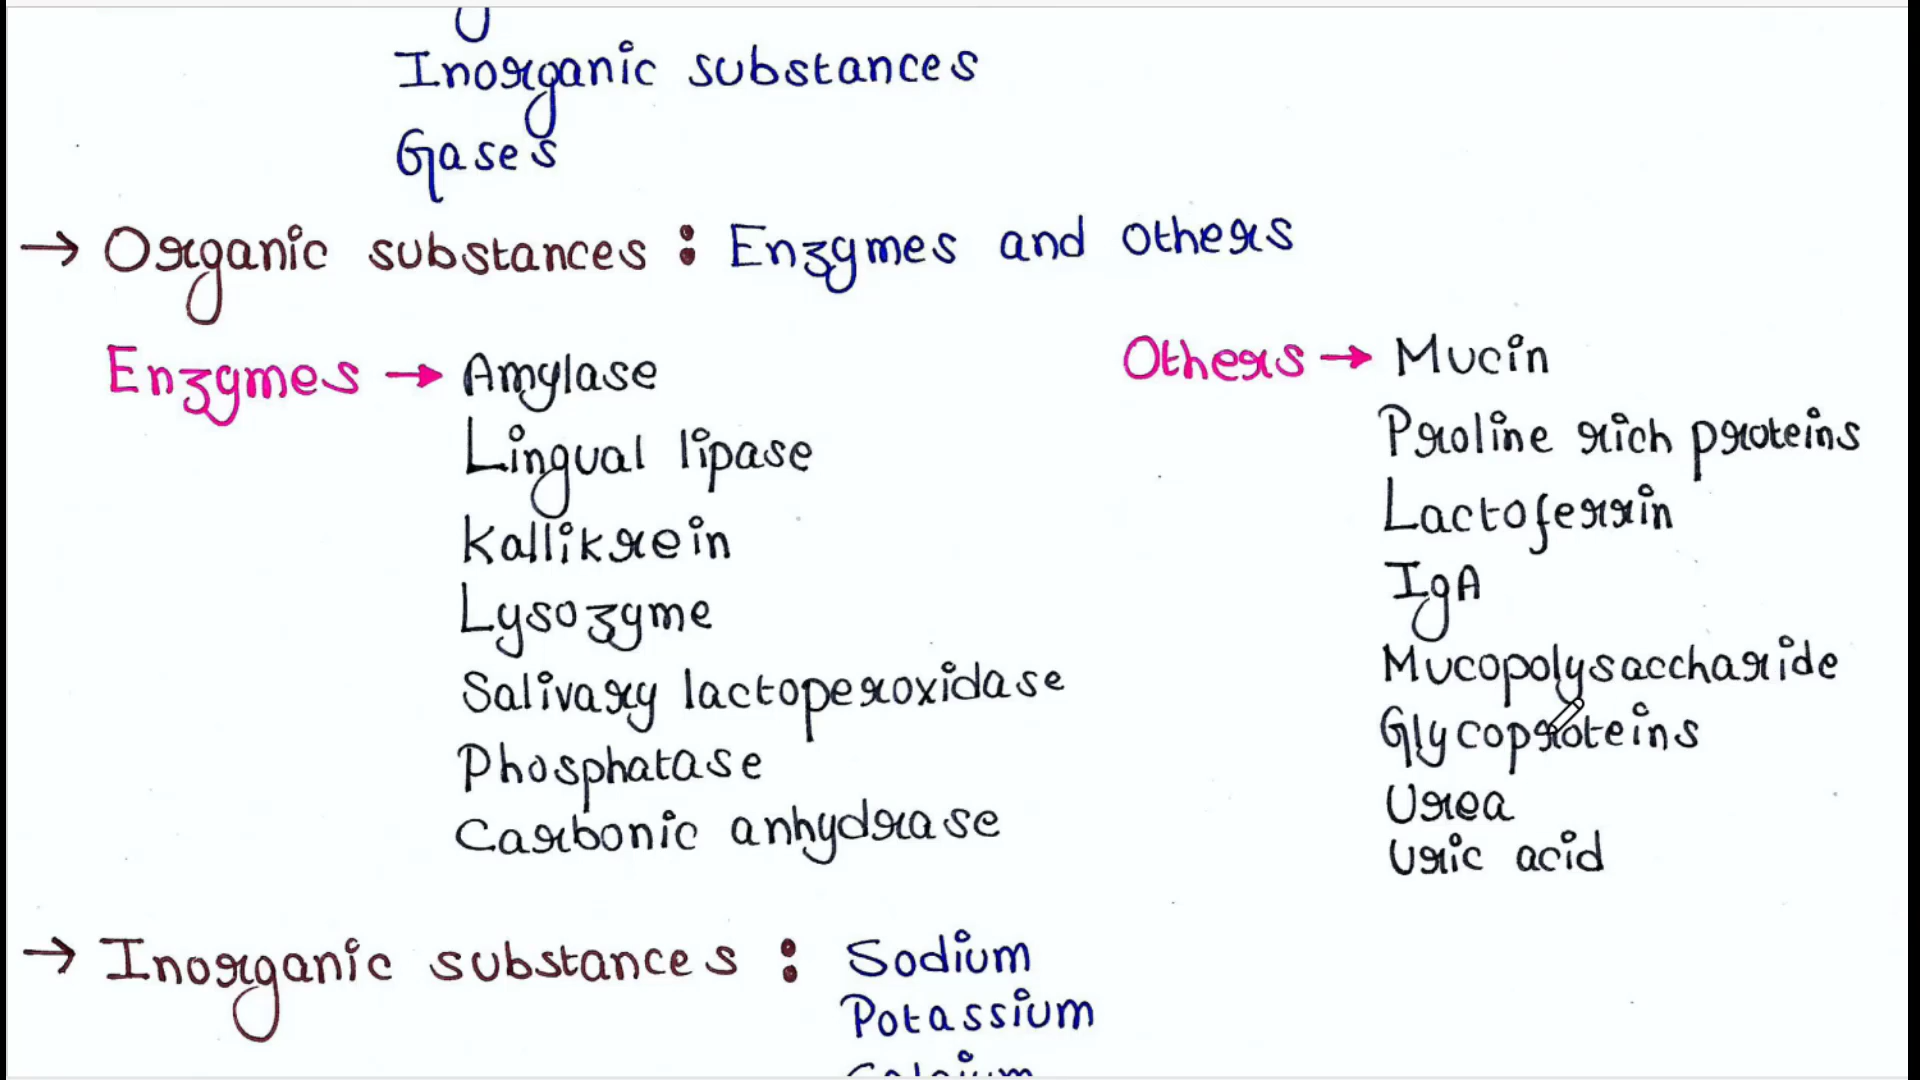 Inorganic substances
Gases
→ Organic substances : Enzymes and others
Enzymes → Amylase
Lingual lipase
Kallikrein
Lysozyme
Salivary lactoperoxidase
Phosphatase
Carbonic anhydrase
Others → Mucin
Proline rich proteins
Lactoferrin
IgA
Mucopolysaccharide
Glycoproteins
Urea
Uric acid
→ Inorganic substances : Sodium
Potassium